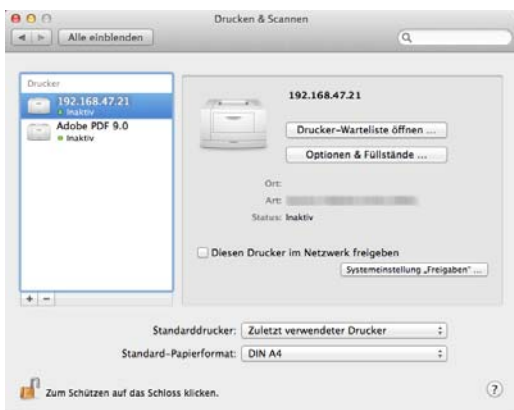 Drucken & Scannen
Alle einblenden
Drucker
192.168.47.21
Inaktiv
Adobe PDF 9.0
Inaktiv
192.168.47.21
Drucker-Warteliste öffnen ...
Optionen & Füllstände ...
Ort:
Art:
Status: Inaktiv
Diesen Drucker im Netzwerk freigeben
Systemeinstellung „Freigaben“ ...
+ −
Standarddrucker: Zuletzt verwendeter Drucker
Standard-Papierformat: DIN A4
Zum Schützen auf das Schloss klicken.
?